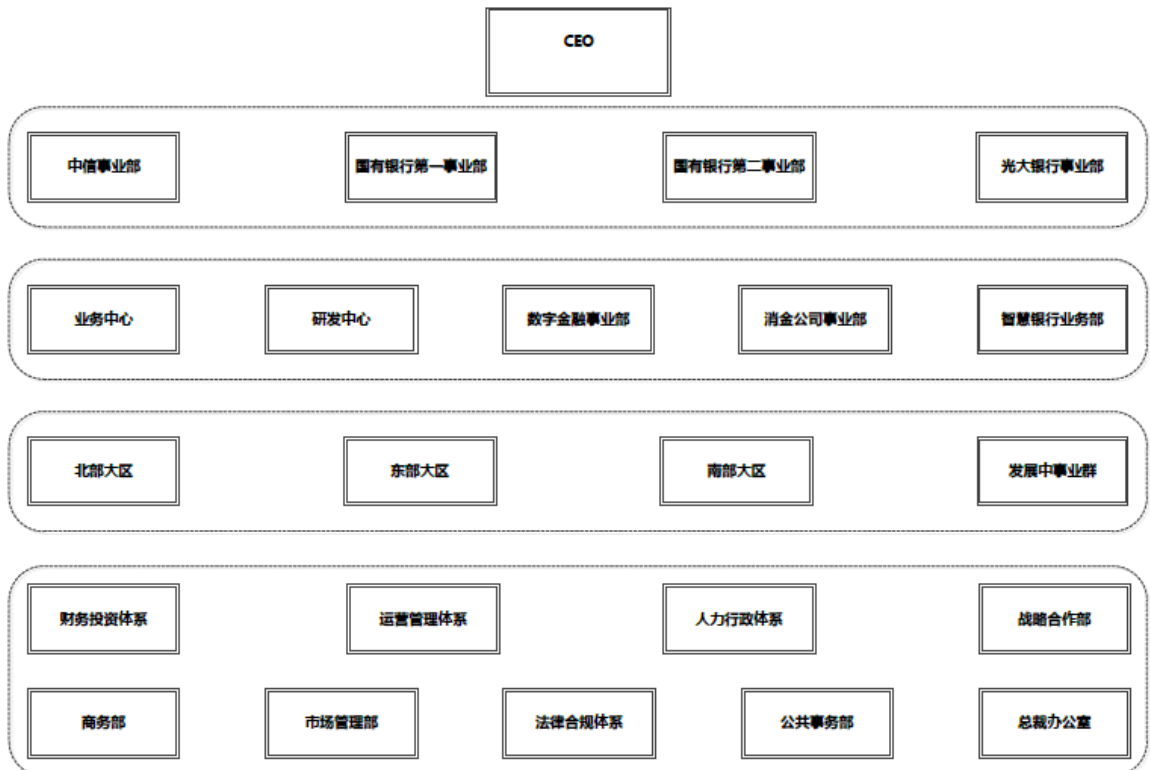 CEO
中信事业部
国有银行第一事业部
国有银行第二事业部
光大银行事业部
业务中心
研发中心
数字金融事业部
消金公司事业部
智慧银行业务部
北部大区
东部大区
南部大区
发展中事业群
财务投资体系
运营管理体系
人力行政体系
战略合作部
商务部
市场管理部
法律合规体系
公共事务部
总裁办公室